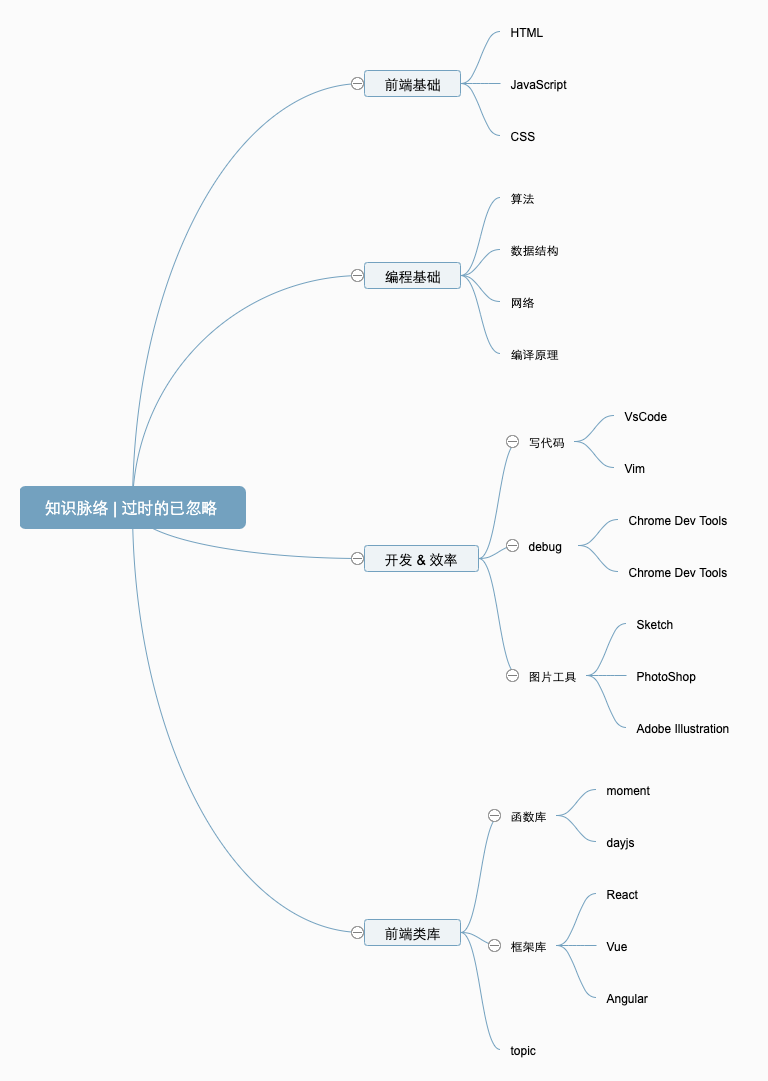 HTML
前端基础
JavaScript
CSS
算法
数据结构
编程基础
网络
编译原理
VsCode
写代码
Vim
知识脉络 | 过时的已忽略
Chrome Dev Tools
debug
开发 & 效率
Chrome Dev Tools
Sketch
图片工具
PhotoShop
Adobe Illustration
moment
函数库
dayjs
React
前端类库
框架库
Vue
Angular
topic